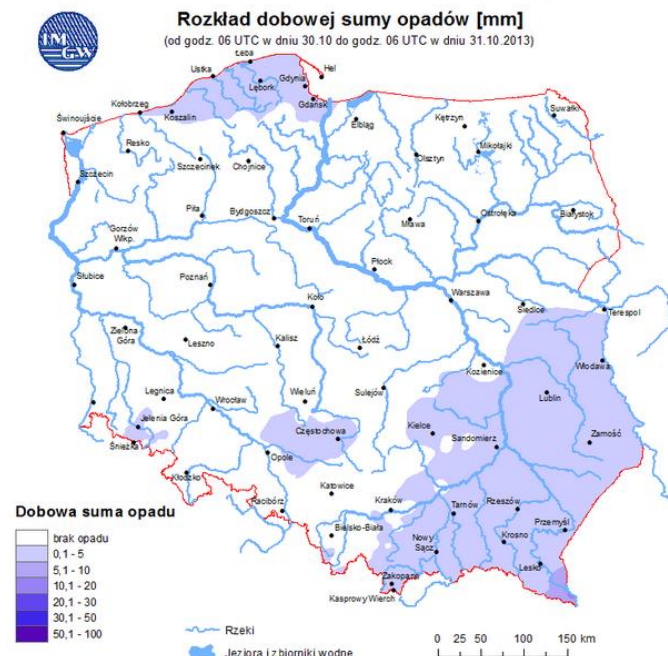 IM
GW
Rozkład dobowej sumy opadów [mm]
(od godz. 06 UTC w dniu 30.10 do godz. 06 UTC w dniu 31.10.2013)
Łeba
Ustka
Hel
Gdynia
Lębork
Kołobrzeg
Gdańsk
Koszalin
Suwałki
Świnoujście
Elbląg
Kętrzyn
Resko
Szczecinek
Chojnice
Olsztyn
Mikołajki
Szczecin
Piła
Bydgoszcz
Toruń
Mława
Ostrołęka
Białystok
Gorzów
Wlkp.
Płock
Słubice
Poznań
Koło
Warszawa
Siedlce
Terespol
Zielona
Góra
Leszno
Kalisz
Łódź
Kozienice
Włodawa
Legnica
Wrocław
Wieluń
Sulejów
Lublin
Jelenia Góra
Częstochowa
Kielce
Sandomierz
Zamość
Śnieżka
Opole
Kłodzko
Katowice
Racibórz
Kraków
Tarnów
Rzeszów
Przemyśl
Bielsko-Biała
Nowy
Sącz
Krosno
Lesko
Zakopane
Kasprowy Wierch
Dobowa suma opadu
brak opadu
0,1 - 5
5,1 - 10
10,1 - 20
20,1 - 30
30,1 - 50
50,1 - 100
Rzeki
Jeziora i zbiorniki wodne
0 25 50 100 150 km